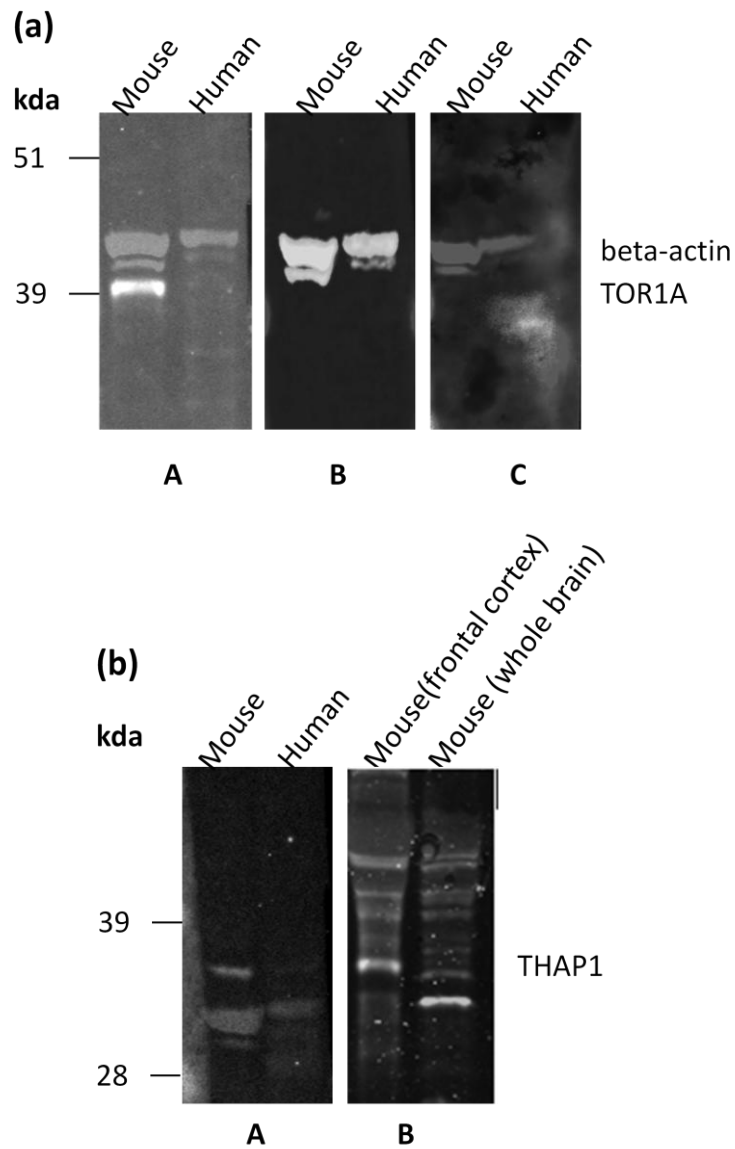 (a)
kda
Mouse
Human
Mouse
Human
Mouse
Human
51
39
beta-actin
TOR1A
A
B
C
(b)
kda
Mouse
Human
Mouse(frontal cortex)
Mouse (whole brain)
39
28
THAP1
A
B